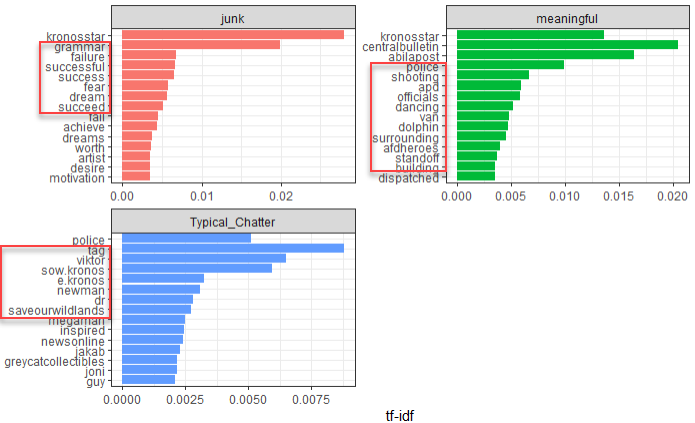 junk
kronosstar
grammar
failure
successful
success
fear
dream
succeed
fail
achieve
dreams
worth
artist
desire
motivation
0.00 0.01 0.02
meaningful
kronosstar
centralbulletin
abilapost
police
shooting
apd
officials
dancing
van
dolphin
surrounding
afdheroes
standoff
building
dispatched
0.000 0.005 0.010 0.015 0.020
Typical_Chatter
police
tag
viktor
sow.kronos
e.kronos
newman
dr
saveourwildlands
megaman
inspired
newsonline
jakab
greycatcollectibles
joni
guy
0.0000 0.0025 0.0050 0.0075
tf-idf